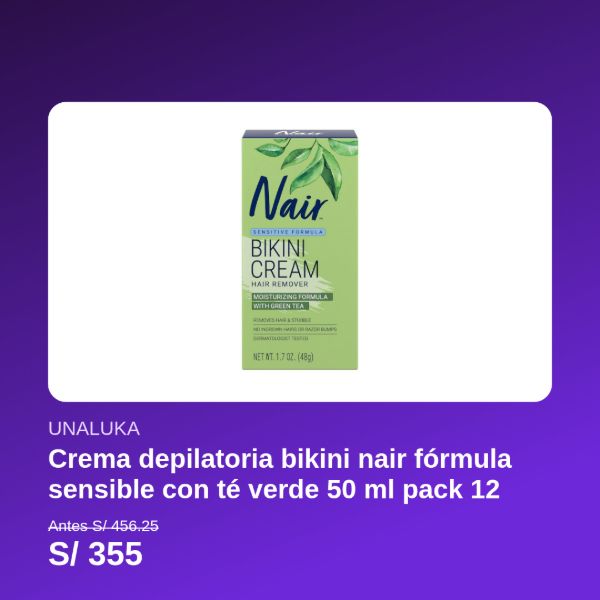 Nair
Nair
SENSITIVE FORMULA
BIKINI
CREAM
HAIR REMOVER
MOISTURIZING FORMULA
WITH GREEN TEA
REMOVES HAIR & STUBBLE
NO INGROWN HAIRS OR RAZOR BUMPS
DERMATOLOGIST TESTED
NET WT. 1.7 OZ. (48g)
UNALUKA
Crema depilatoria bikini nair fórmula
sensible con té verde 50 ml pack 12
Antes S/ 456.25
S/ 355